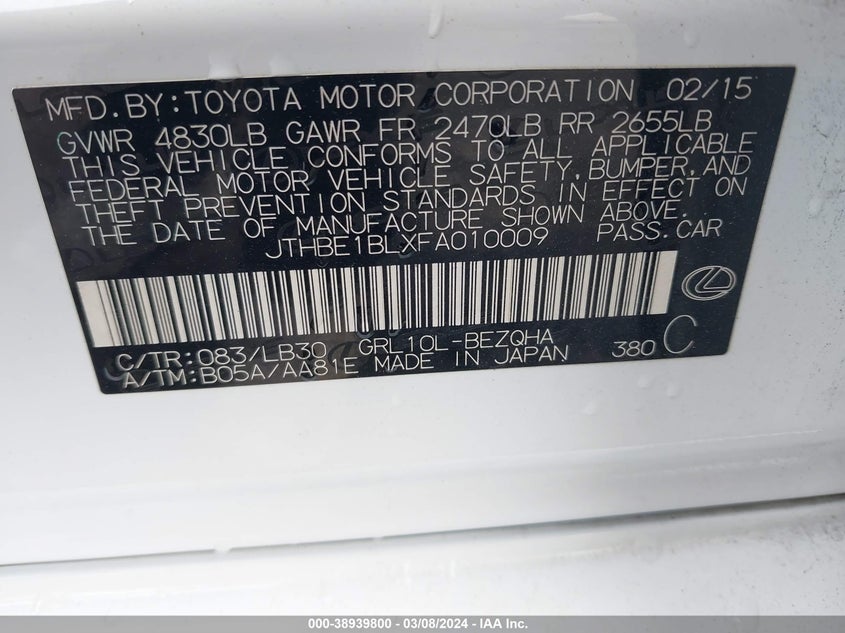 MFD.BY:TOYOTA MOTOR CORPORATION 02/15
GVWR 4830LB GAWR FR 2470LB RR 2655LB
THIS VEHICLE CONFORMS TO ALL APPLICABLE
FEDERAL MOTOR VEHICLE SAFETY,BUMPER,AND
THEFT PREVENTION STANDARDS IN EFFECT ON
THE DATE OF MANUFACTURE SHOWN ABOVE.
JTHBE1BLXFA010009 PASS.CAR
C/TR:083/LB30 GRL10L-BEZQHA
A/TM:B05A/AA81E MADE IN JAPAN 380 C
000-38939800 - 03/08/2024 - IAA Inc.